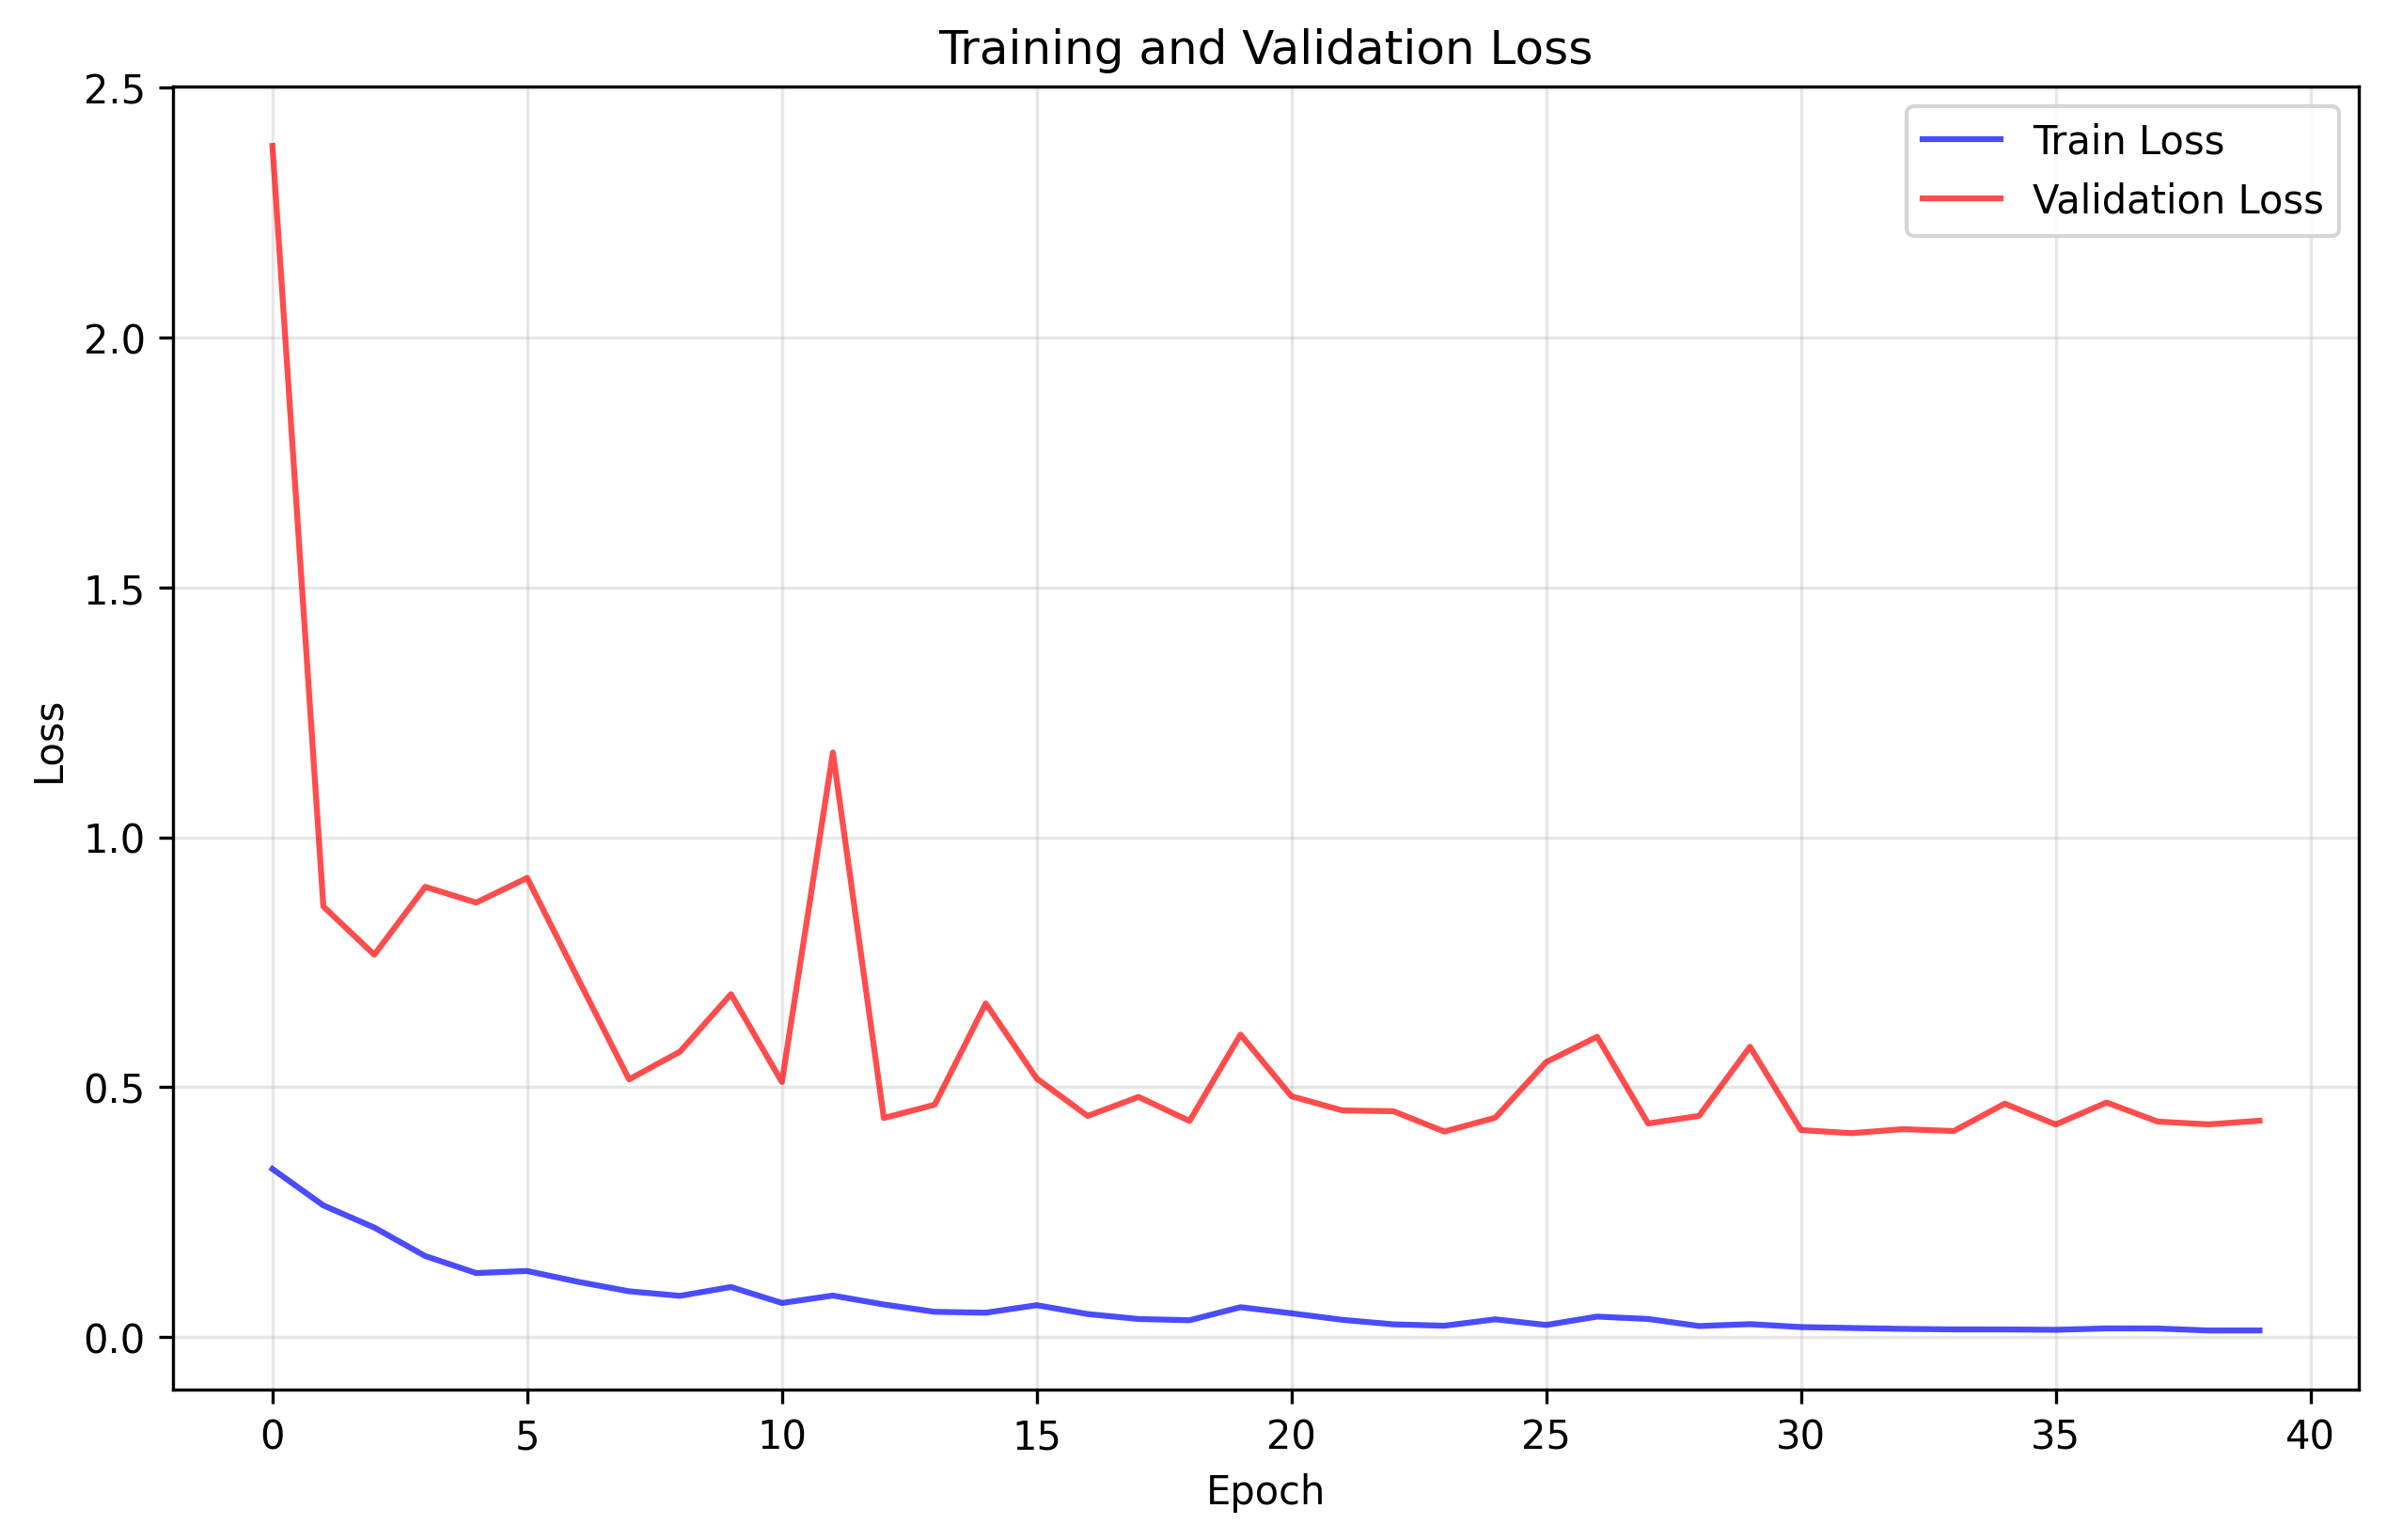 Training and Validation Loss
2.5
2.0
1.5
1.0
0.5
0.0
Loss
Train Loss
Validation Loss
0 5 10 15 20 25 30 35 40
Epoch